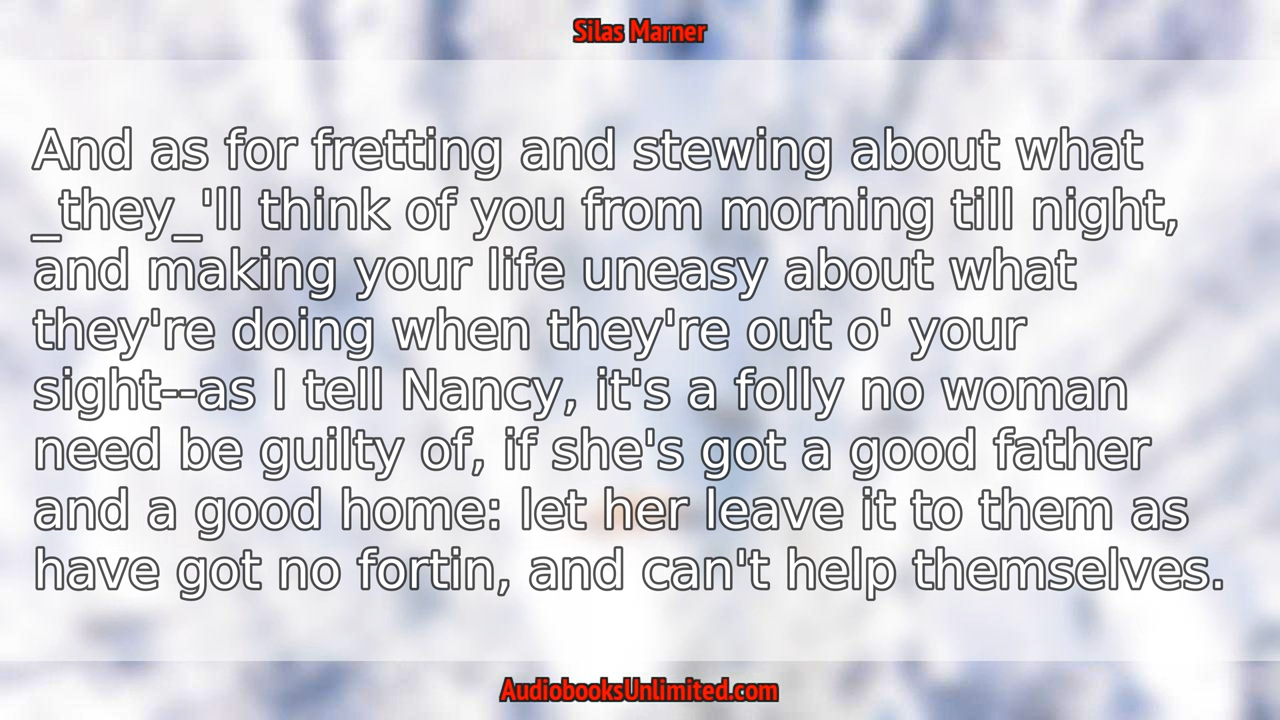 Silas Marner
And as for fretting and stewing about what
_they_'ll think of you from morning till night,
and making your life uneasy about what
they're doing when they're out o' your
sight--as I tell Nancy, it's a folly no woman
need be guilty of, if she's got a good father
and a good home: let her leave it to them as
have got no fortin, and can't help themselves.
AudiobooksUnlimited.com